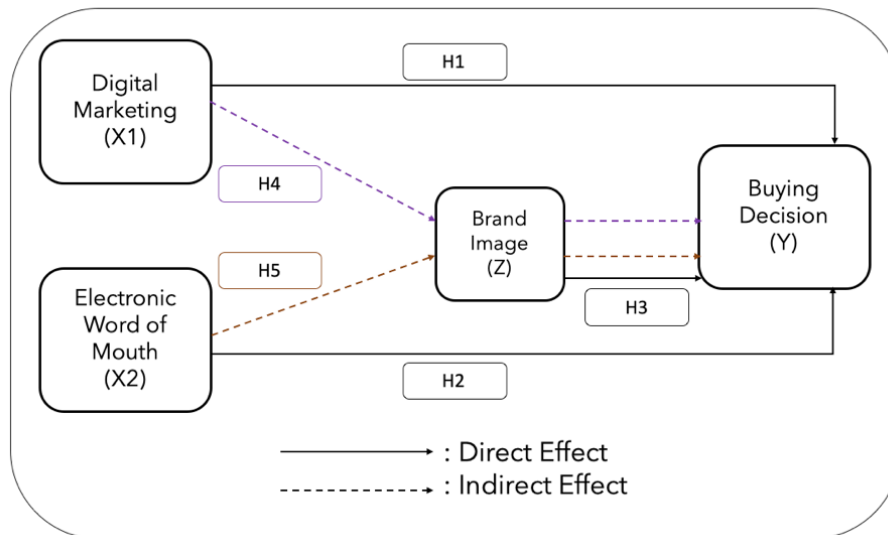 H1
Digital
Marketing
(X1)
H4
Brand
Image
(Z)
Buying
Decision
(Y)
H5
H3
Electronic
Word of
Mouth
(X2)
H2
: Direct Effect
: Indirect Effect